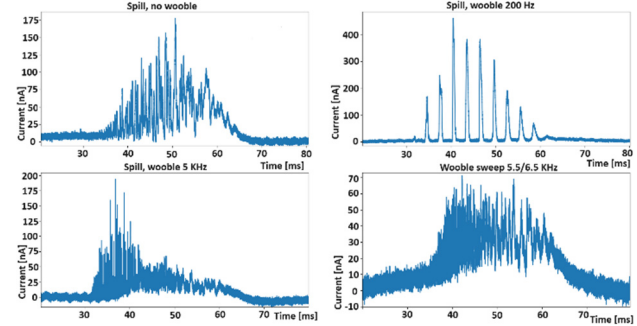 Spill, no wooble
Current [nA]
175
150
125
100
75
50
25
0
30 40 50 60 70 80
Time [ms]
Spill, wooble 200 Hz
Current [nA]
400
300
200
100
0
30 40 50 60 70 80
Time [ms]
Spill, wooble 5 KHz
Current [nA]
200
175
150
125
100
75
50
25
0
30 40 50 60 70
Time [ms]
Wooble sweep 5.5/6.5 KHz
Current [nA]
70
60
50
40
30
20
10
0
-10
30 40 50 60 70 80
Time [ms]